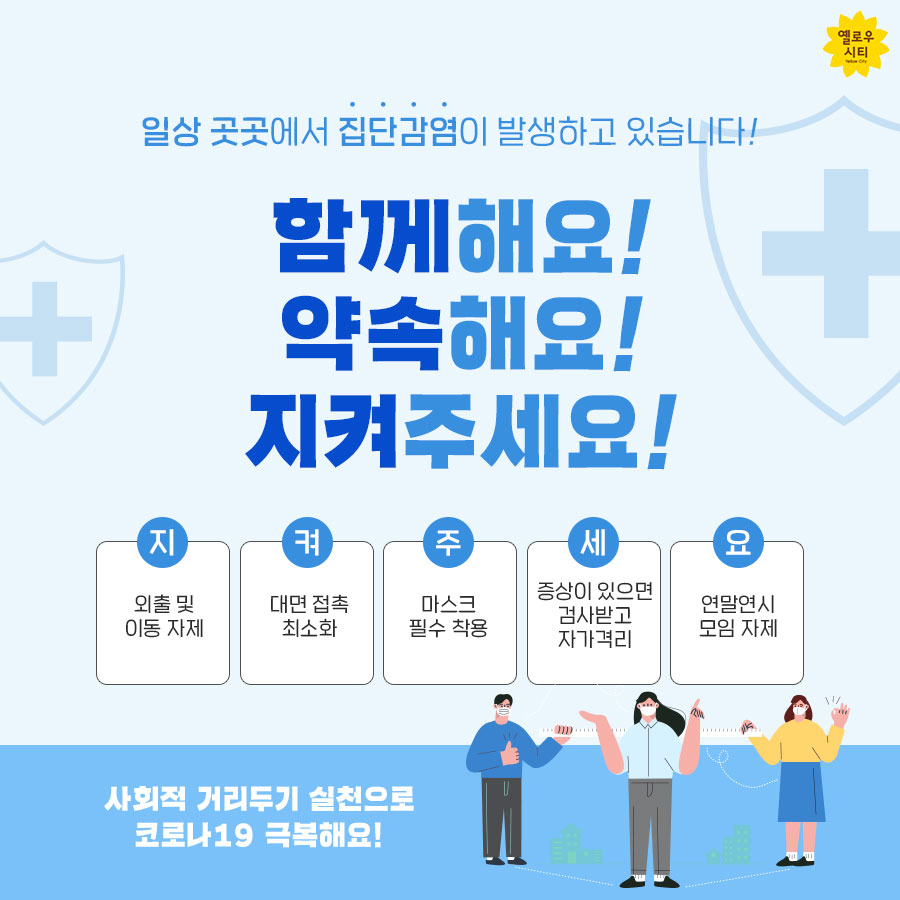 옐로우
시티
Yellow City
일상 곳곳에서 집단감염이 발생하고 있습니다!
함께해요!
약속해요!
지켜주세요!
지
외출 및
이동 자제
켜
대면 접촉
최소화
주
마스크
필수 착용
세
증상이 있으면
검사받고
자가격리
요
연말연시
모임 자제
사회적 거리두기 실천으로
코로나19 극복해요!